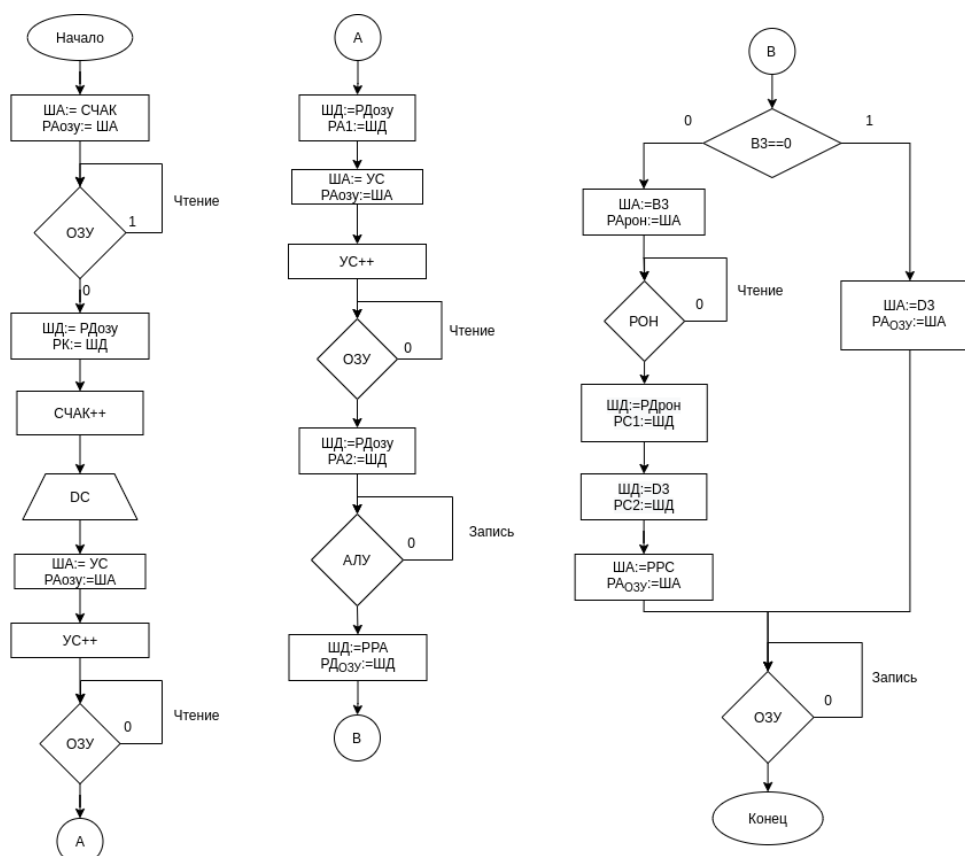 Начало
ША:= СЧАК
РАозу:= ША
Чтение
ОЗУ
1
0
ШД:= РДозу
РК:= ШД
СЧАК++
DC
ША:= УС
РАозу:=ША
УС++
Чтение
ОЗУ
0
А
А
ШД:=РДозу
РА1:=ШД
ША:= УС
РАозу:=ША
УС++
Чтение
ОЗУ
0
ШД:=РДозу
РА2:=ШД
Запись
АЛУ
0
ШД:=РРА
РДОЗУ:=ШД
В
В
0
1
В3==0
ША:=В3
РАрон:=ША
Чтение
РОН
0
ША:=D3
РАОЗУ:=ША
ШД:=РДрон
РС1:=ШД
ШД:=D3
РС2:=ШД
ША:=РРС
РАОЗУ:=ША
Запись
ОЗУ
0
Конец